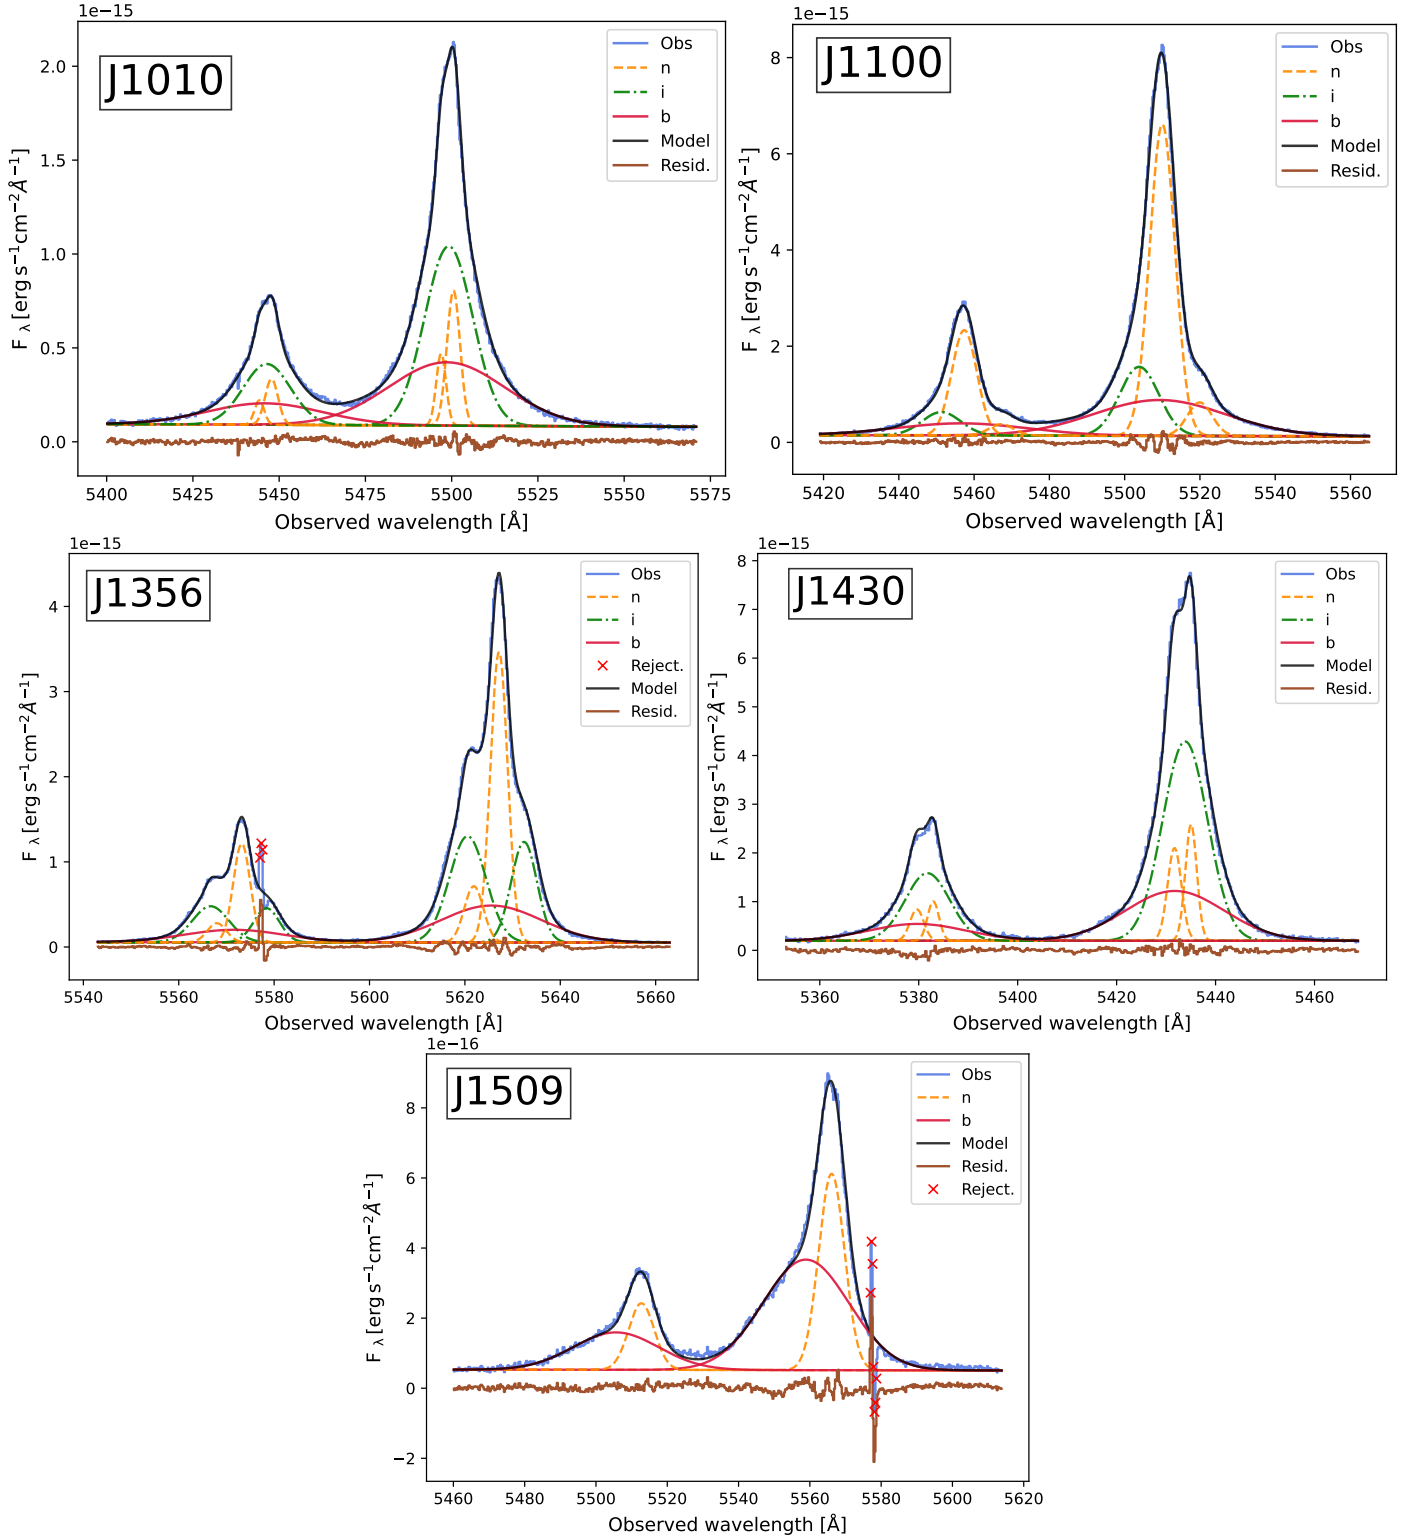 1e−15
J1010
Obs
n
i
b
Model
Resid.
F λ [erg s−1cm−2Å−1]
2.0
1.5
1.0
0.5
0.0
5400 5425 5450 5475 5500 5525 5550 5575
Observed wavelength [Å]
1e−15
J1100
Obs
n
i
b
Model
Resid.
F λ [erg s−1cm−2Å−1]
8
6
4
2
0
5420 5440 5460 5480 5500 5520 5540 5560
Observed wavelength [Å]
1e−15
J1356
Obs
n
i
b
Reject.
Model
Resid.
F λ [erg s−1cm−2Å−1]
4
3
2
1
0
5540 5560 5580 5600 5620 5640 5660
Observed wavelength [Å]
1e−15
J1430
Obs
n
i
b
Model
Resid.
F λ [erg s−1cm−2Å−1]
8
7
6
5
4
3
2
1
0
5360 5380 5400 5420 5440 5460
Observed wavelength [Å]
1e−16
J1509
Obs
n
b
Model
Resid.
Reject.
F λ [erg s−1cm−2Å−1]
8
6
4
2
0
−2
5460 5480 5500 5520 5540 5560 5580 5600 5620
Observed wavelength [Å]